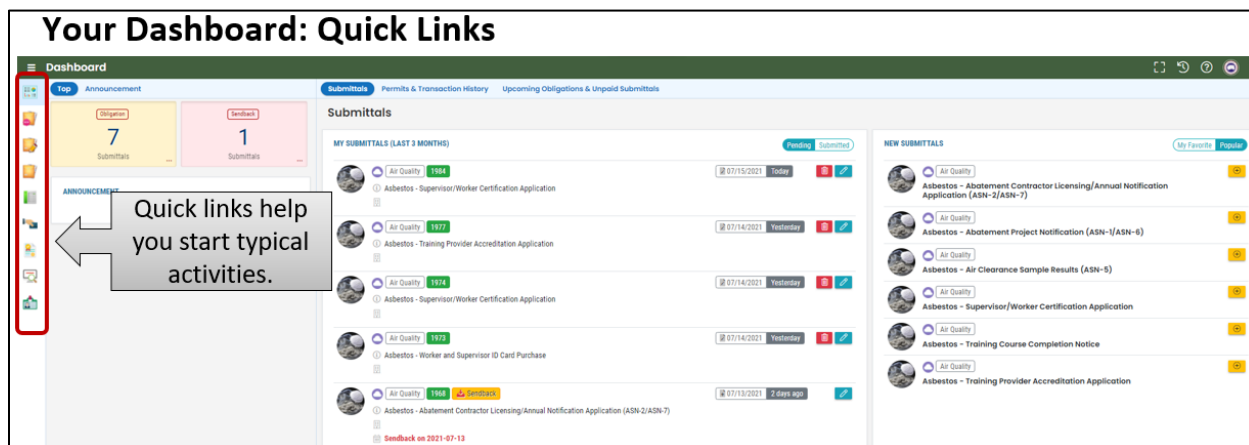 Your Dashboard: Quick Links
Dashboard
Top Announcement
Obligation
7
Submittals
Sendback
1
Submittals
ANNOUNCEMENT
Quick links help
you start typical
activities.
Submittals Permits & Transaction History Upcoming Obligations & Unpaid Submittals
Submittals
MY SUBMITTALS (LAST 3 MONTHS) Pending Submitted
Air Quality 1984 07/15/2021 Today
Asbestos - Supervisor/Worker Certification Application
Air Quality 1977 07/14/2021 Yesterday
Asbestos - Training Provider Accreditation Application
Air Quality 1974 07/14/2021 Yesterday
Asbestos - Supervisor/Worker Certification Application
Air Quality 1973 07/14/2021 Yesterday
Asbestos - Worker and Supervisor ID Card Purchase
Air Quality 1968 Sendback 07/13/2021 2 days ago
Asbestos - Abatement Contractor Licensing/Annual Notification Application (ASN-2/ASN-7)
Sendback on 2021-07-13
NEW SUBMITTALS My Favorite Popular
Air Quality
Asbestos - Abatement Contractor Licensing/Annual Notification
Application (ASN-2/ASN-7)
Air Quality
Asbestos - Abatement Project Notification (ASN-1/ASN-6)
Air Quality
Asbestos - Air Clearance Sample Results (ASN-5)
Air Quality
Asbestos - Supervisor/Worker Certification Application
Air Quality
Asbestos - Training Course Completion Notice
Air Quality
Asbestos - Training Provider Accreditation Application